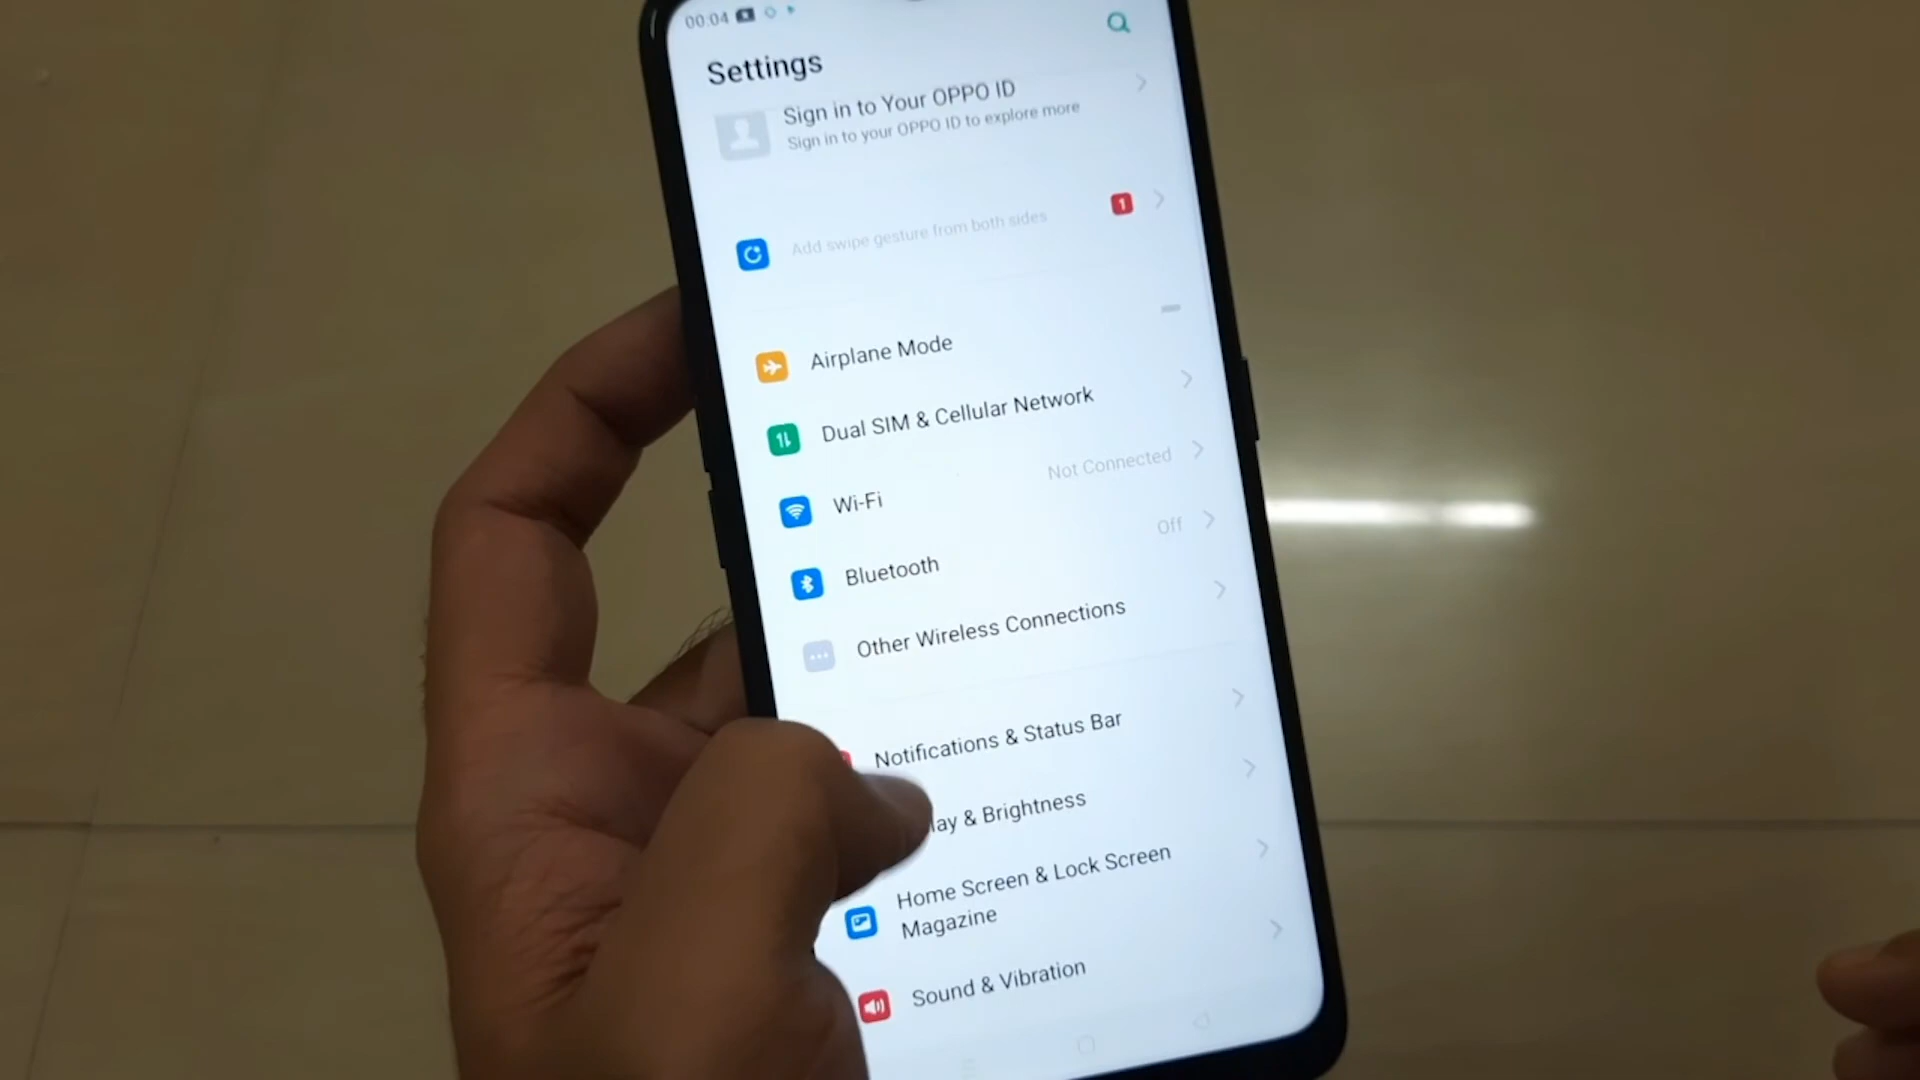 00:04
Settings
Sign in to Your OPPO ID
Sign in to your OPPO ID to explore more
Add swipe gesture from both sides
1
Airplane Mode
Dual SIM & Cellular Network
Wi-Fi
Not Connected
Bluetooth
Off
Other Wireless Connections
Notifications & Status Bar
lay & Brightness
Home Screen & Lock Screen
Magazine
Sound & Vibration